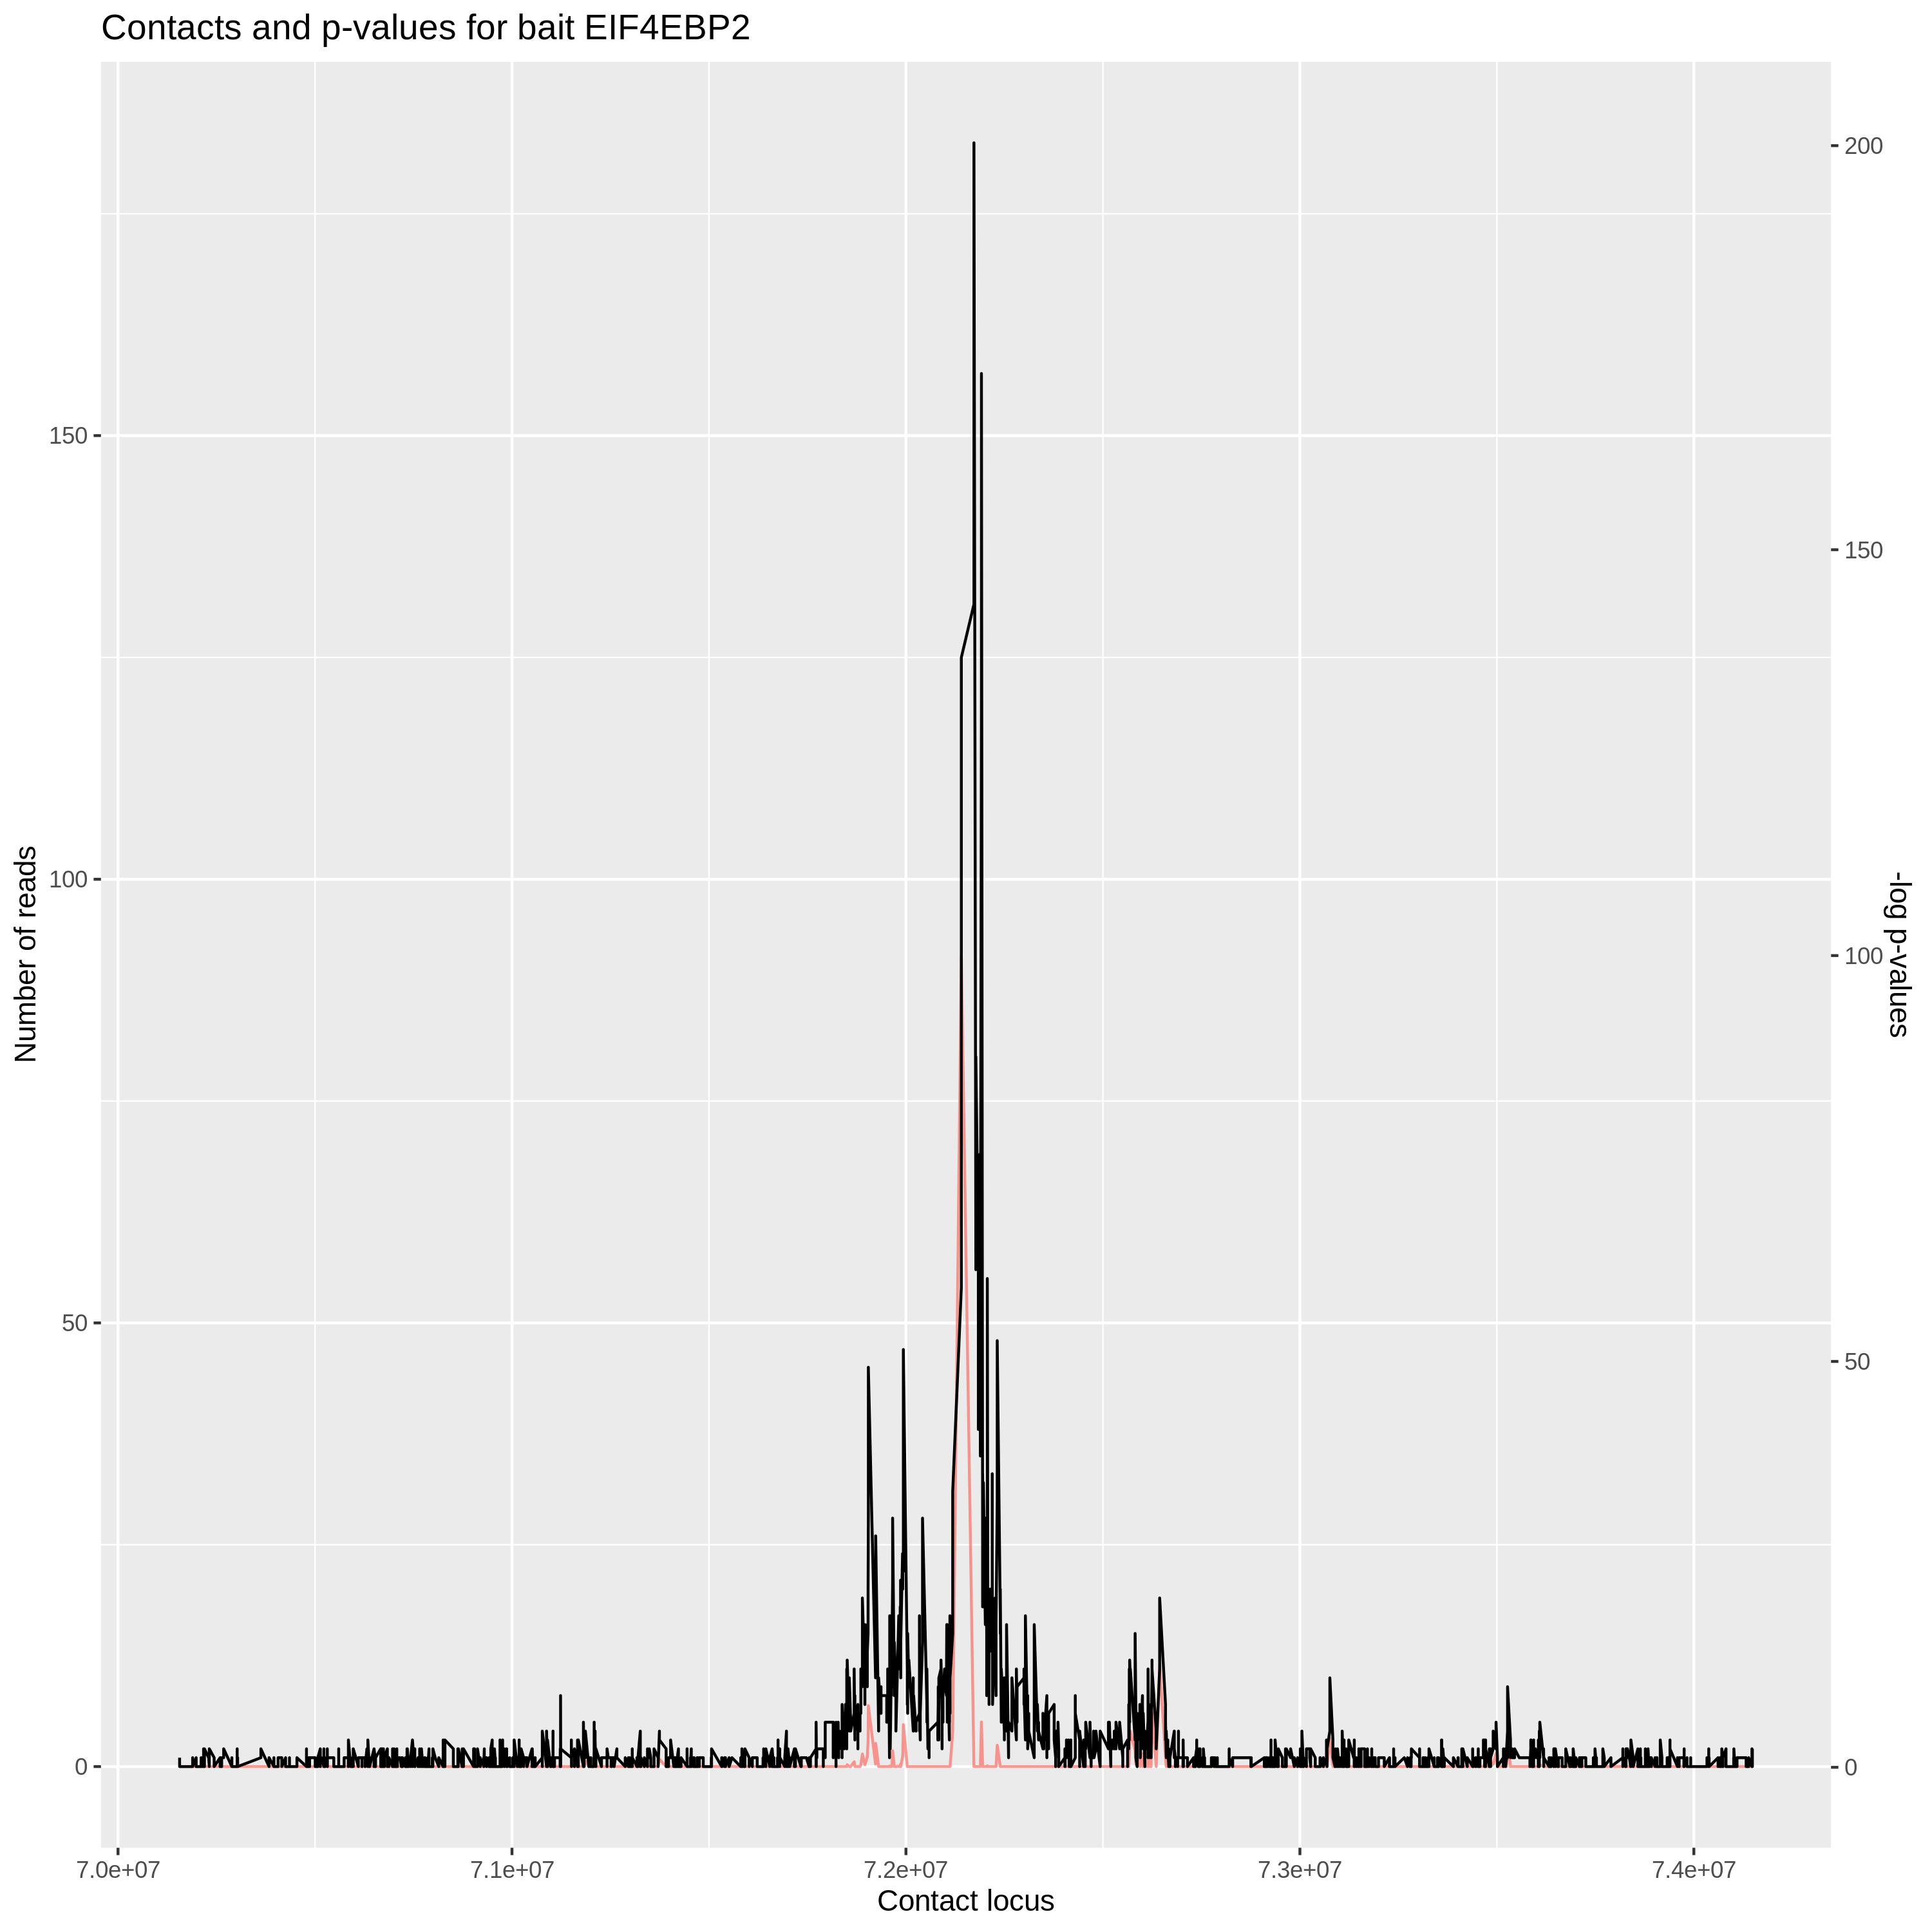 Contacts and p-values for bait EIF4EBP2
Number of reads
150
100
50
0
200
150
100
50
0
-log p-values
7.0e+07 7.1e+07 7.2e+07 7.3e+07 7.4e+07
Contact locus